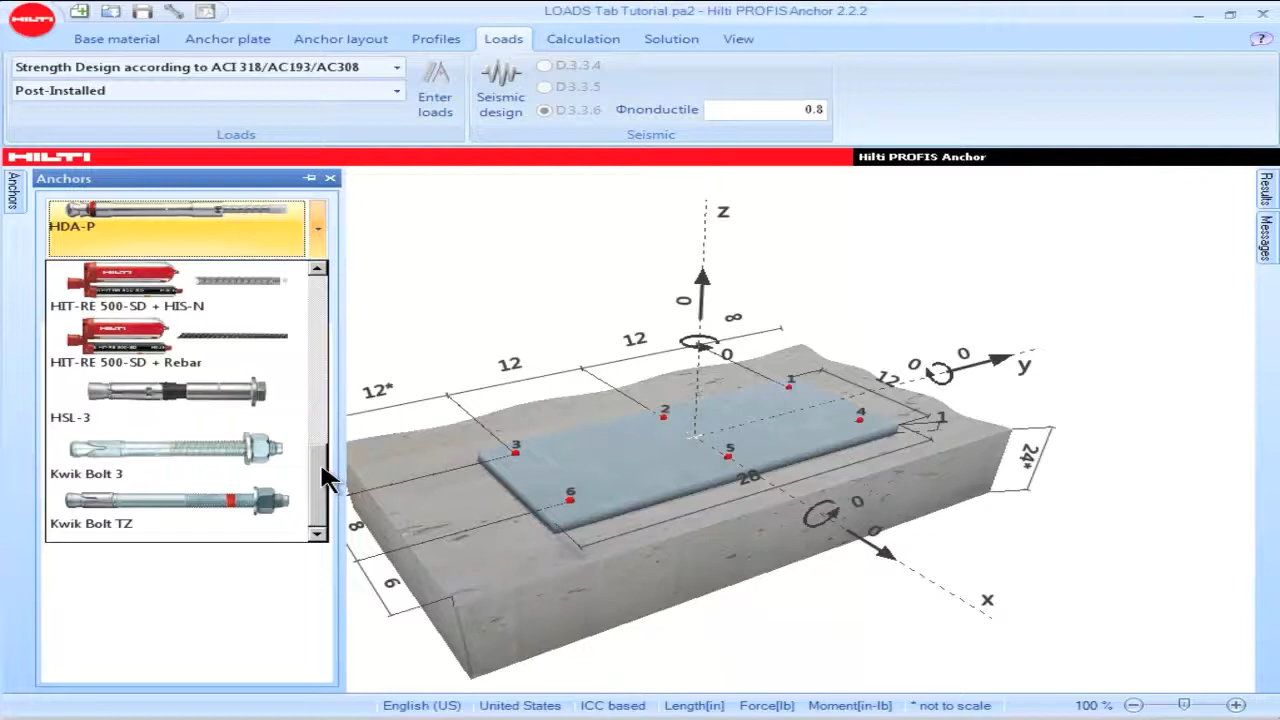 LOADS Tab Tutorial.pa2 - Hilti PROFIS Anchor 2.2.2
HILTI
Base material
Anchor plate
Anchor layout
Profiles
Loads
Calculation
Solution
View
?
Strength Design according to ACI 318/AC193/AC308
Post-Installed
Enter
loads
Seismic
design
D.3.3.4
D.3.3.5
D.3.3.6
Φnonductile
0.8
Loads
Seismic
HILTI
Hilti PROFIS Anchor
Anchors
Anchors
HDA-P
HIT-RE 500-SD + HIS-N
HIT-RE 500-SD + Rebar
HSL-3
Kwik Bolt 3
Kwik Bolt TZ
Results
Messages
z
0
∞
0
12
12
12*
0
0
y
12
1
1
2
3
4
5
6
28
24*
8
6
0
0
x
English (US)
United States
ICC based
Length[in]
Force[lb]
Moment[in-lb]
* not to scale
100 %